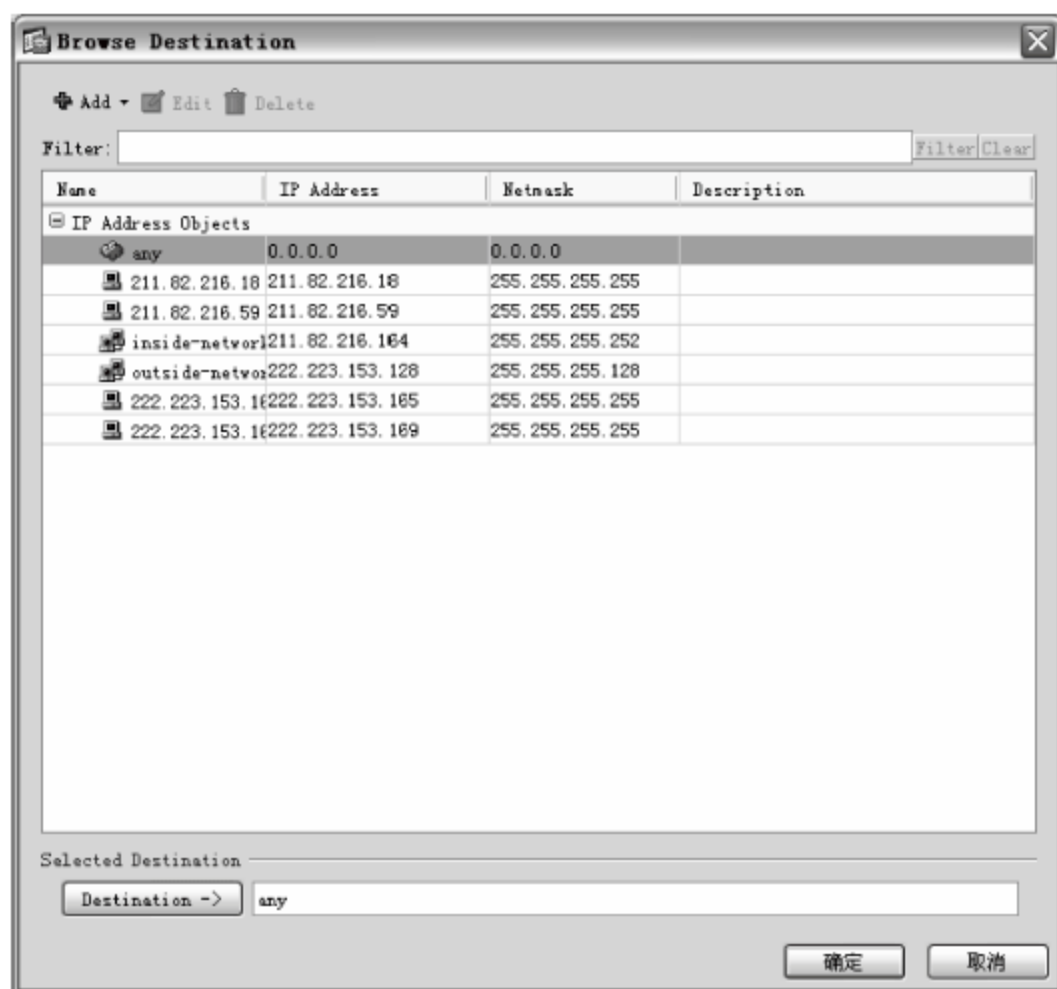 Browse Destination
Add Edit Delete
Filter: Filter Clear
Name IP Address Netmask Description
IP Address Objects
any 0.0.0.0 0.0.0.0
211.82.216.18 211.82.216.18 255.255.255.255
211.82.216.59 211.82.216.59 255.255.255.255
inside-network 211.82.216.164 255.255.255.252
outside-netwo 222.223.153.128 255.255.255.128
222.223.153.16 222.223.153.165 255.255.255.255
222.223.153.16 222.223.153.169 255.255.255.255
Selected Destination
Destination -> any
确定 取消